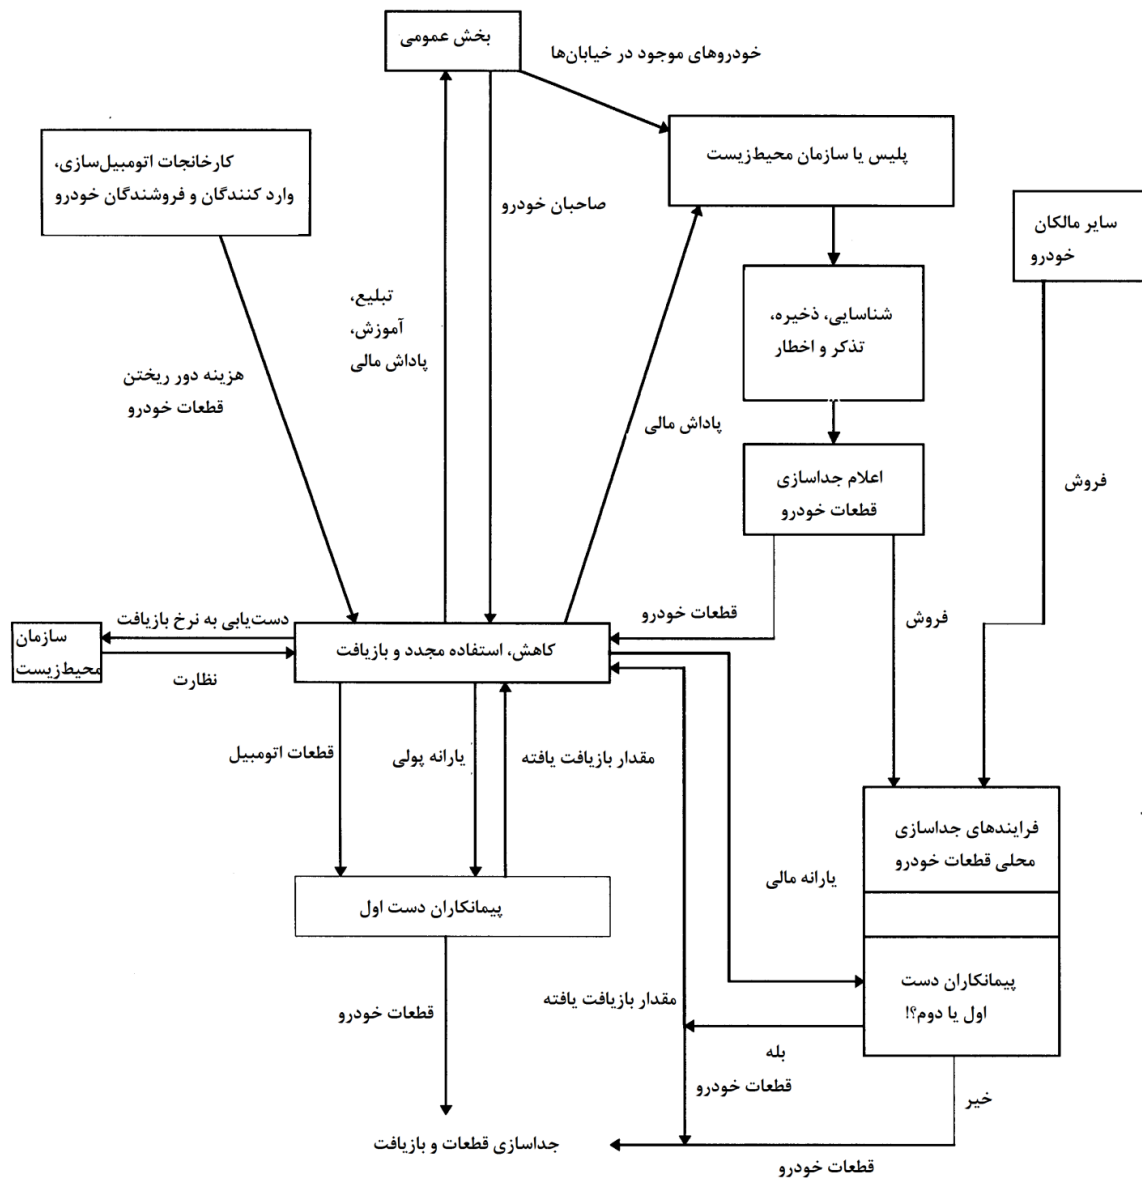 بخش عمومی
خودروهای موجود در خیابان‌ها
کارخانجات اتومبیل‌سازی،
وارد کنندگان و فروشندگان خودرو
پلیس یا سازمان محیط‌زیست
صاحبان خودرو
سایر مالکان
خودرو
تبلیغ،
آموزش،
پاداش مالی
شناسایی، ذخیره،
تذکر و اخطار
هزینه دور ریختن
قطعات خودرو
پاداش مالی
اعلام جداسازی
قطعات خودرو
فروش
قطعات خودرو
فروش
دست‌یابی به نرخ بازیافت
سازمان
محیط‌زیست
نظارت
کاهش، استفاده مجدد و بازیافت
قطعات اتومبیل
یارانه پولی
مقدار بازیافت یافته
فرایندهای جداسازی
محلی قطعات خودرو
یارانه مالی
پیمانکاران دست اول
پیمانکاران دست
اول یا دوم؟!
مقدار بازیافت یافته
قطعات خودرو
بله
قطعات خودرو
خیر
جداسازی قطعات و بازیافت
قطعات خودرو